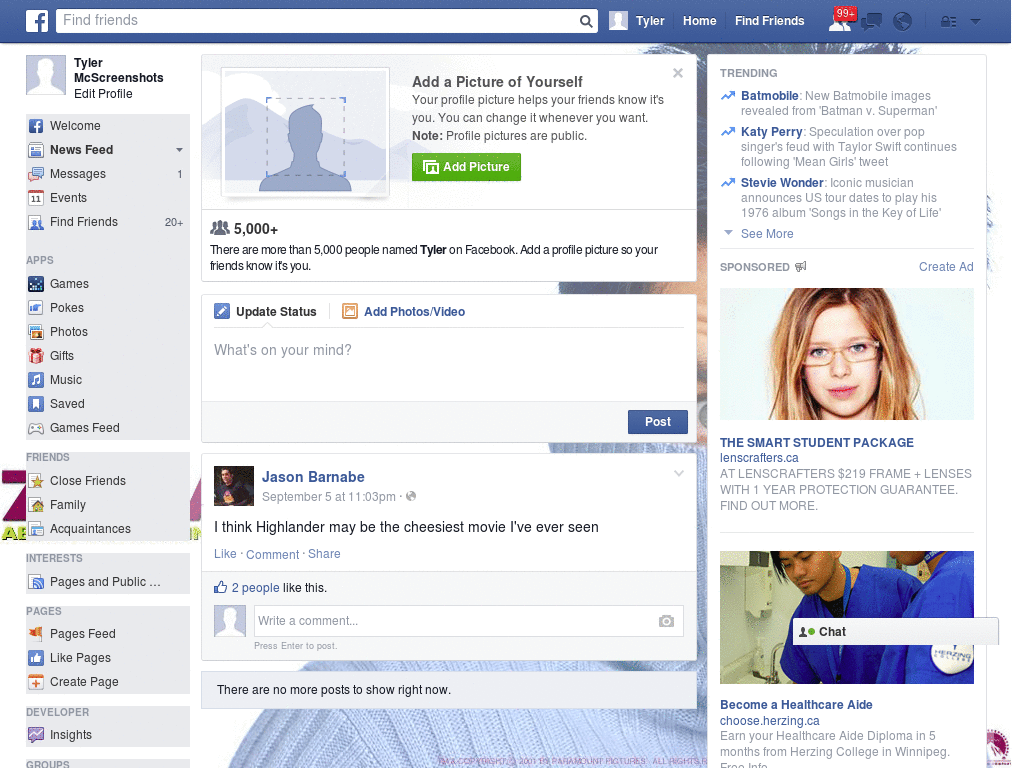 Find friends
Tyler
Home
Find Friends
99+
Tyler
McScreenshots
Edit Profile
Welcome
News Feed
Messages 1
11 Events
Find Friends 20+
APPS
Games
Pokes
Photos
Gifts
Music
Saved
Games Feed
FRIENDS
Close Friends
Family
Acquaintances
INTERESTS
Pages and Public ...
PAGES
Pages Feed
Like Pages
Create Page
DEVELOPER
Insights
GROUPS
Add a Picture of Yourself
Your profile picture helps your friends know it's
you. You can change it whenever you want.
Note: Profile pictures are public.
Add Picture
5,000+
There are more than 5,000 people named Tyler on Facebook. Add a profile picture so your
friends know it's you.
Update Status
Add Photos/Video
What's on your mind?
Post
Jason Barnabe
September 5 at 11:03pm ·
I think Highlander may be the cheesiest movie I've ever seen
Like · Comment · Share
2 people like this.
Write a comment...
Press Enter to post.
There are no more posts to show right now.
TRENDING
Batmobile: New Batmobile images
revealed from 'Batman v. Superman'
Katy Perry: Speculation over pop
singer's feud with Taylor Swift continues
following 'Mean Girls' tweet
Stevie Wonder: Iconic musician
announces US tour dates to play his
1976 album 'Songs in the Key of Life'
See More
SPONSORED
Create Ad
THE SMART STUDENT PACKAGE
lenscrafters.ca
AT LENSCRAFTERS $219 FRAME + LENSES
WITH 1 YEAR PROTECTION GUARANTEE.
FIND OUT MORE.
Chat
HERZING
COLLEGE
Become a Healthcare Aide
choose.herzing.ca
Earn your Healthcare Aide Diploma in 5
months from Herzing College in Winnipeg.
Free Info
COPYRIGHT © 2001 BY PARAMOUNT PICTURES. ALL RIGHTS R